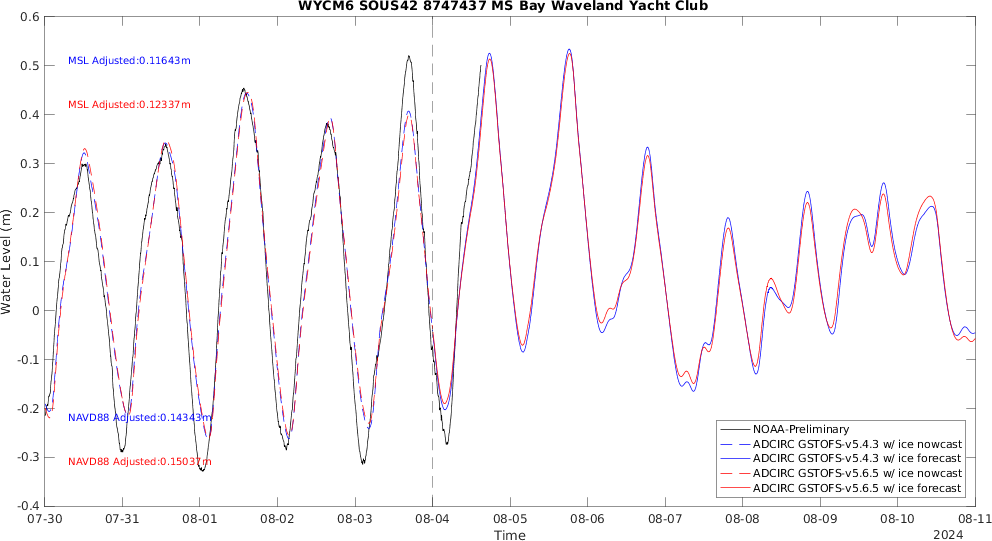 WYCM6 SOUS42 8747437 MS Bay Waveland Yacht Club
0.6
0.5
0.4
0.3
0.2
0.1
0
-0.1
-0.2
-0.3
-0.4
Water Level (m)
MSL Adjusted:0.11643m
MSL Adjusted:0.12337m
NAVD88 Adjusted:0.14343m
NAVD88 Adjusted:0.15037m
NOAA-Preliminary
ADCIRC GSTOFS-v5.4.3 w/ ice nowcast
ADCIRC GSTOFS-v5.4.3 w/ ice forecast
ADCIRC GSTOFS-v5.6.5 w/ ice nowcast
ADCIRC GSTOFS-v5.6.5 w/ ice forecast
07-30 07-31 08-01 08-02 08-03 08-04 08-05 08-06 08-07 08-08 08-09 08-10 08-11
Time
2024